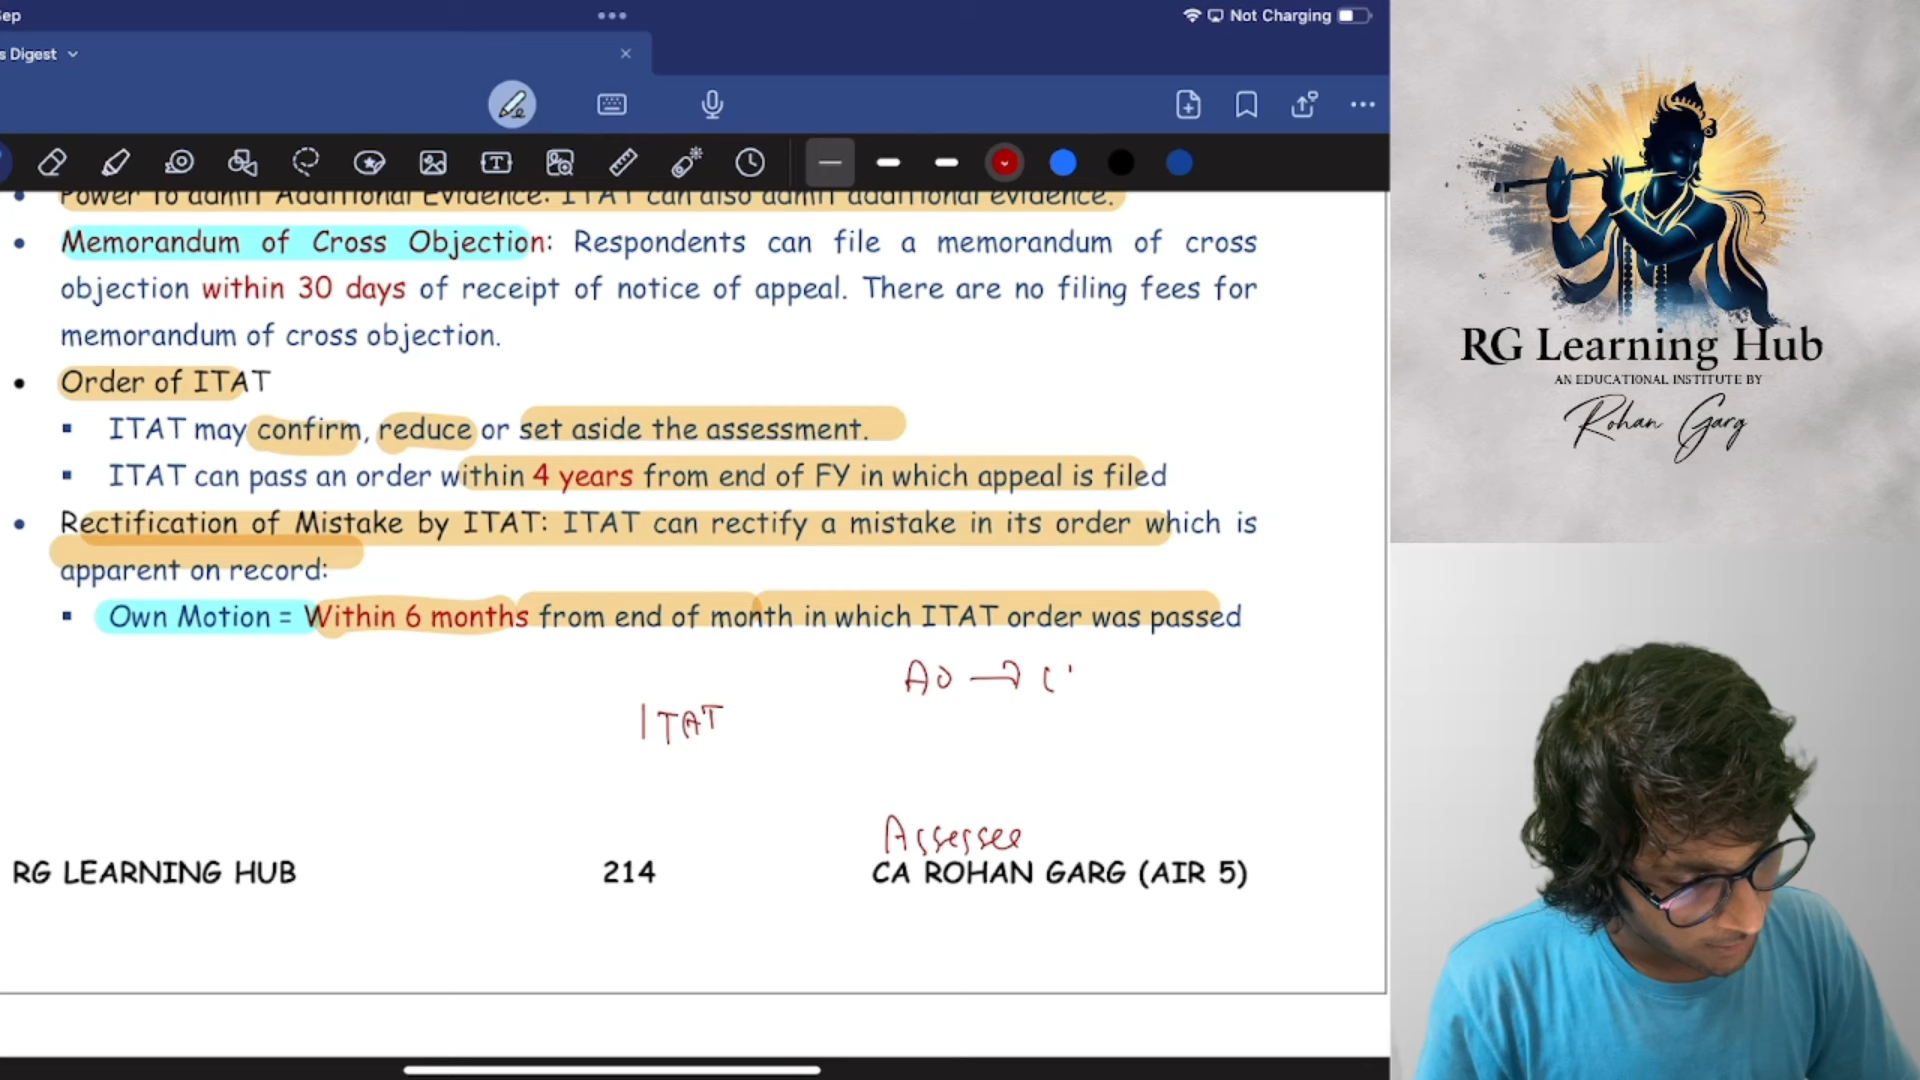 Sep
Not Charging
s Digest
Power to admit Additional Evidence: ITAT can also admit additional evidence.
Memorandum of Cross Objection: Respondents can file a memorandum of cross
objection within 30 days of receipt of notice of appeal. There are no filing fees for
memorandum of cross objection.
Order of ITAT
ITAT may confirm, reduce or set aside the assessment.
ITAT can pass an order within 4 years from end of FY in which appeal is filed
Rectification of Mistake by ITAT: ITAT can rectify a mistake in its order which is
apparent on record:
Own Motion = Within 6 months from end of month in which ITAT order was passed
AO → C
ITAT
Assessee
RG LEARNING HUB 214 CA ROHAN GARG (AIR 5)
RG Learning Hub
AN EDUCATIONAL INSTITUTE BY
Rohan Garg